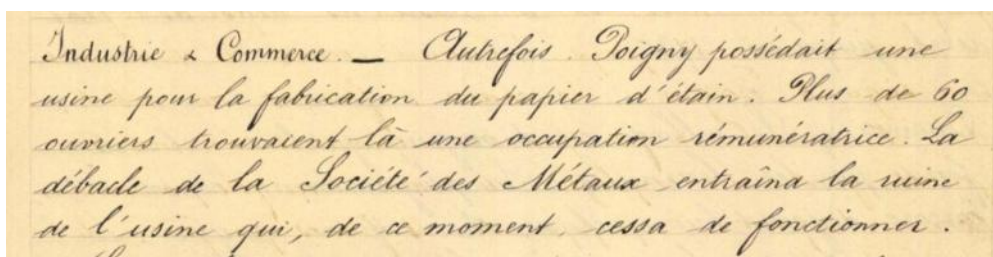 Industrie & Commerce. — Autrefois Poigny possédait une
usine pour la fabrication du papier d'étain. Plus de 60
ouvriers trouvaient là une occupation rémunératrice. La
débacle de la Société des Métaux entraîna la ruine
de l'usine qui, de ce moment, cessa de fonctionner.